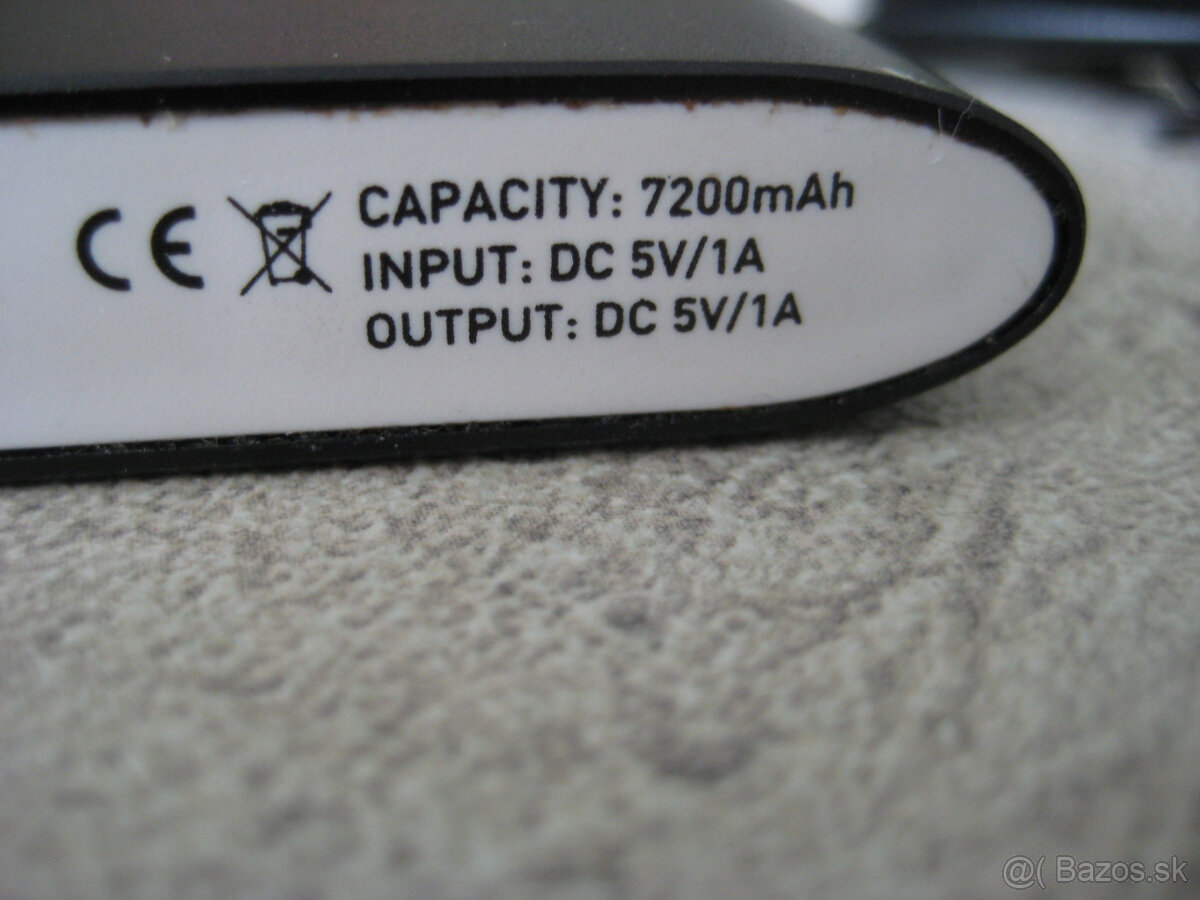 CE
CAPACITY: 7200mAh
INPUT: DC 5V/1A
OUTPUT: DC 5V/1A
@( Bazos.sk